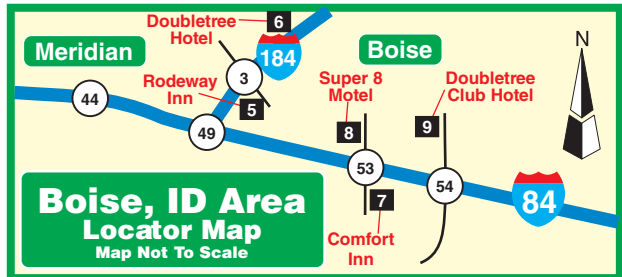 Doubletree
Hotel
6
Meridian
184
Boise
N
Rodeway
Inn
3
5
Super 8
Motel
Doubletree
Club Hotel
44
49
8
9
53
54
7
84
Comfort
Inn
Boise, ID Area
Locator Map
Map Not To Scale